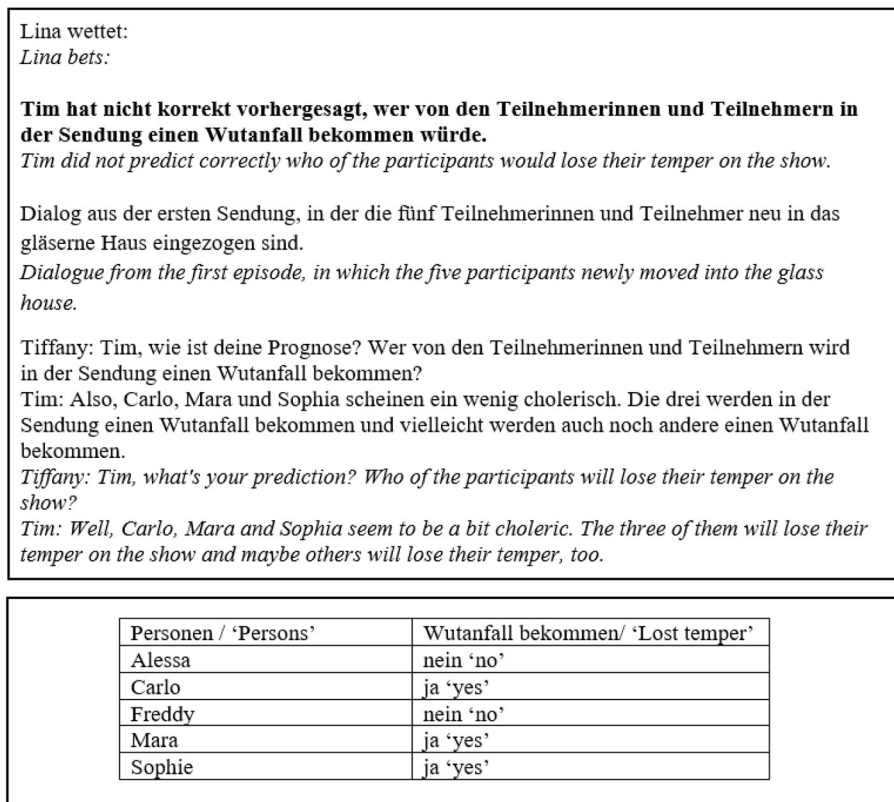 Lina wettet:
Lina bets:
Tim hat nicht korrekt vorhergesagt, wer von den Teilnehmerinnen und Teilnehmern in
der Sendung einen Wutanfall bekommen würde.
Tim did not predict correctly who of the participants would lose their temper on the show.
Dialog aus der ersten Sendung, in der die fünf Teilnehmerinnen und Teilnehmer neu in das
gläserne Haus eingezogen sind.
Dialogue from the first episode, in which the five participants newly moved into the glass
house.
Tiffany: Tim, wie ist deine Prognose? Wer von den Teilnehmerinnen und Teilnehmern wird
in der Sendung einen Wutanfall bekommen?
Tim: Also, Carlo, Mara und Sophia scheinen ein wenig cholerisch. Die drei werden in der
Sendung einen Wutanfall bekommen und vielleicht werden auch noch andere einen Wutanfall
bekommen.
Tiffany: Tim, what's your prediction? Who of the participants will lose their temper on the
show?
Tim: Well, Carlo, Mara and Sophia seem to be a bit choleric. The three of them will lose their
temper on the show and maybe others will lose their temper, too.
Personen / ‘Persons’ Wutanfall bekommen/ ‘Lost temper’
Alessa nein ‘no’
Carlo ja ‘yes’
Freddy nein ‘no’
Mara ja ‘yes’
Sophie ja ‘yes’